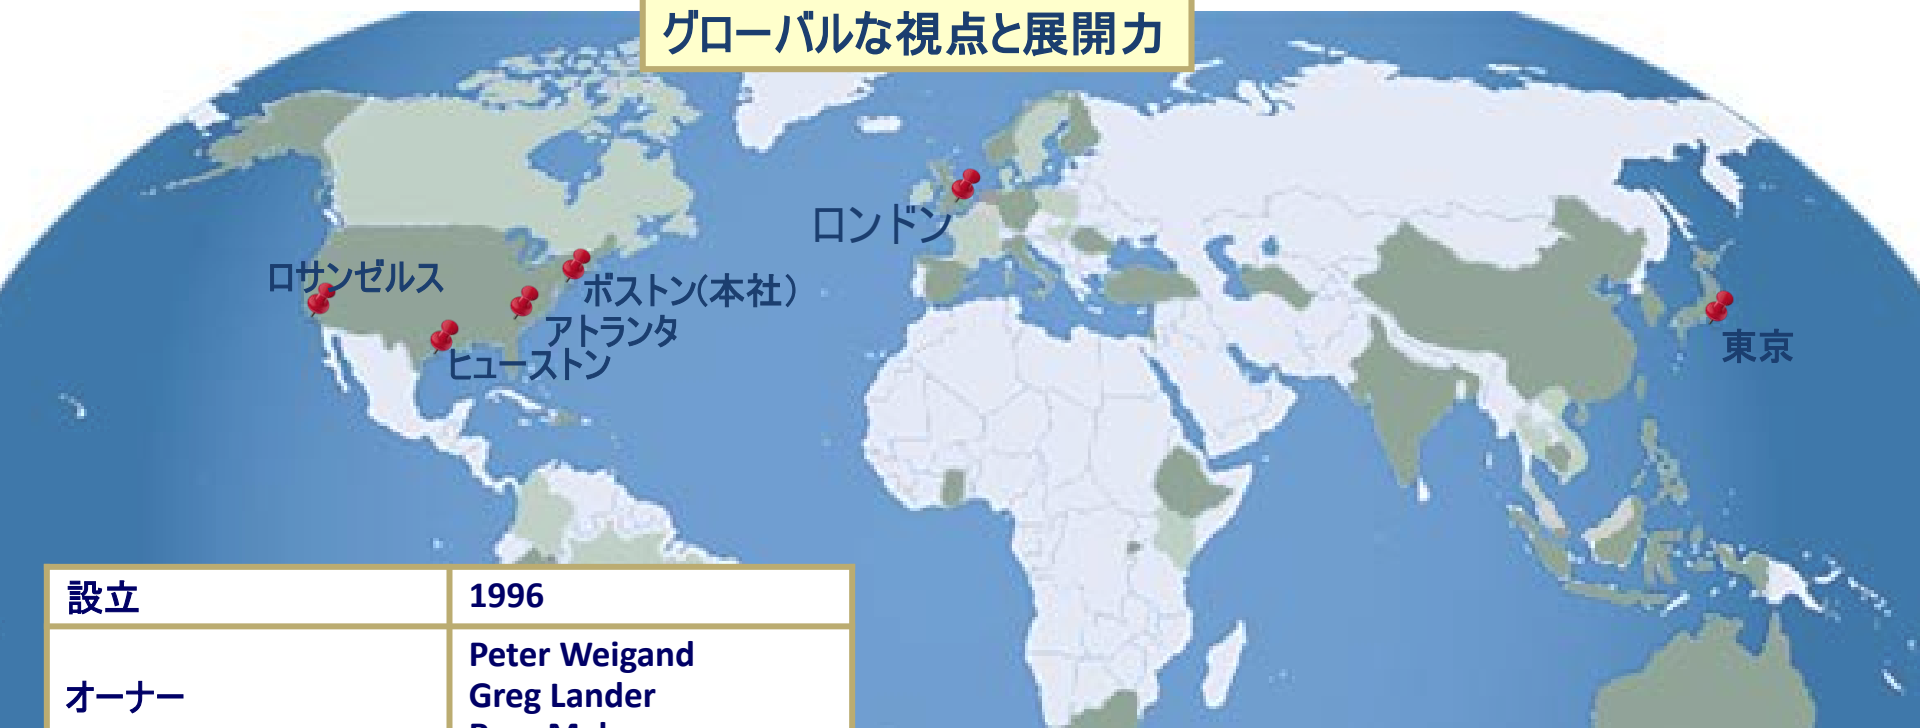 グローバルな視点と展開力
ロンドン
ロサンゼルス
ボストン(本社)
アトランタ
ヒューストン
東京
設立
1996
オーナー
Peter Weigand
Greg Lander